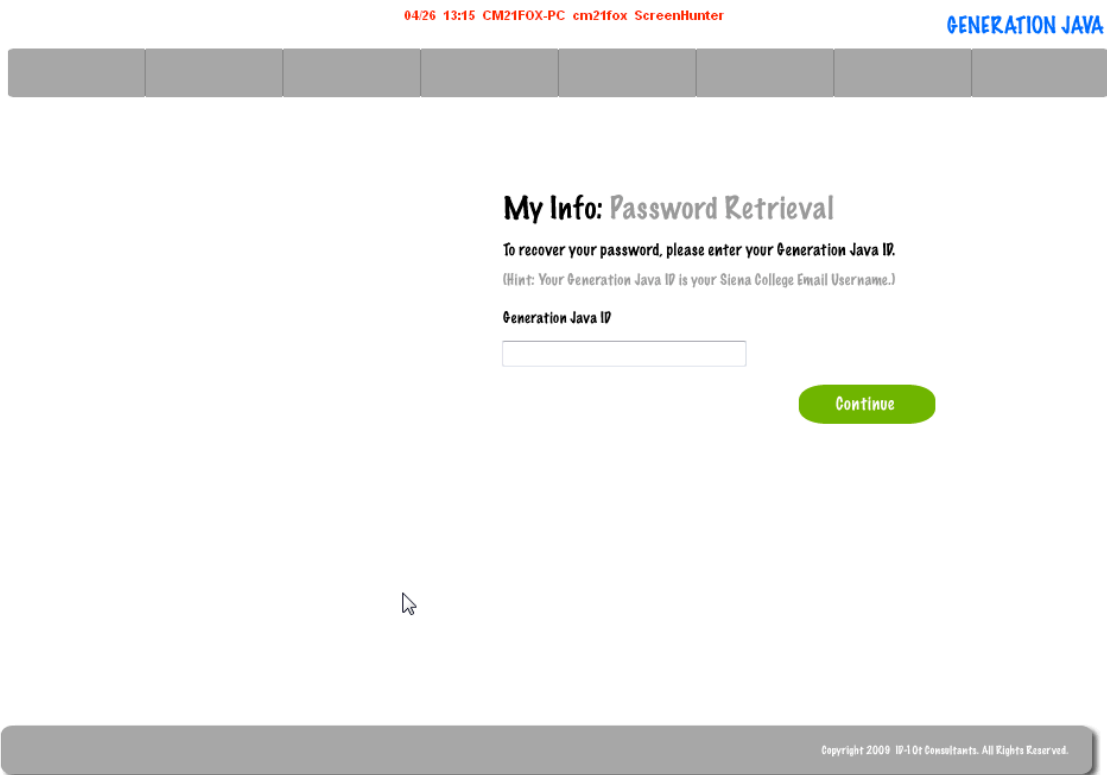 04/26 13:15 CM21FOX-PC cm21fox ScreenHunter
GENERATION JAVA
My Info: Password Retrieval
To recover your password, please enter your Generation Java ID.
(Hint: Your Generation Java ID is your Siena College Email Username.)
Generation Java ID
Continue
Copyright 2009 ID-10t Consultants. All Rights Reserved.